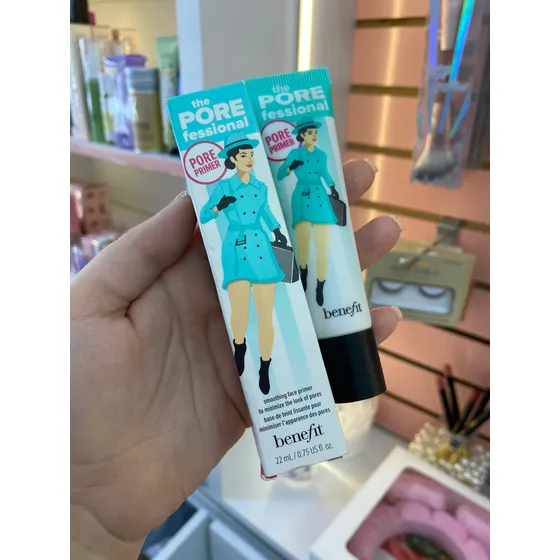 the
PORE
fessional
PORE
PRIMER
smoothing face primer
to minimize the look of pores
base de teint lissante pour
minimiser l'apparence des pores
benefit
22 mL / 0.75 US fl. oz.
the
PORE
fessional
PORE
PRIMER
benefit